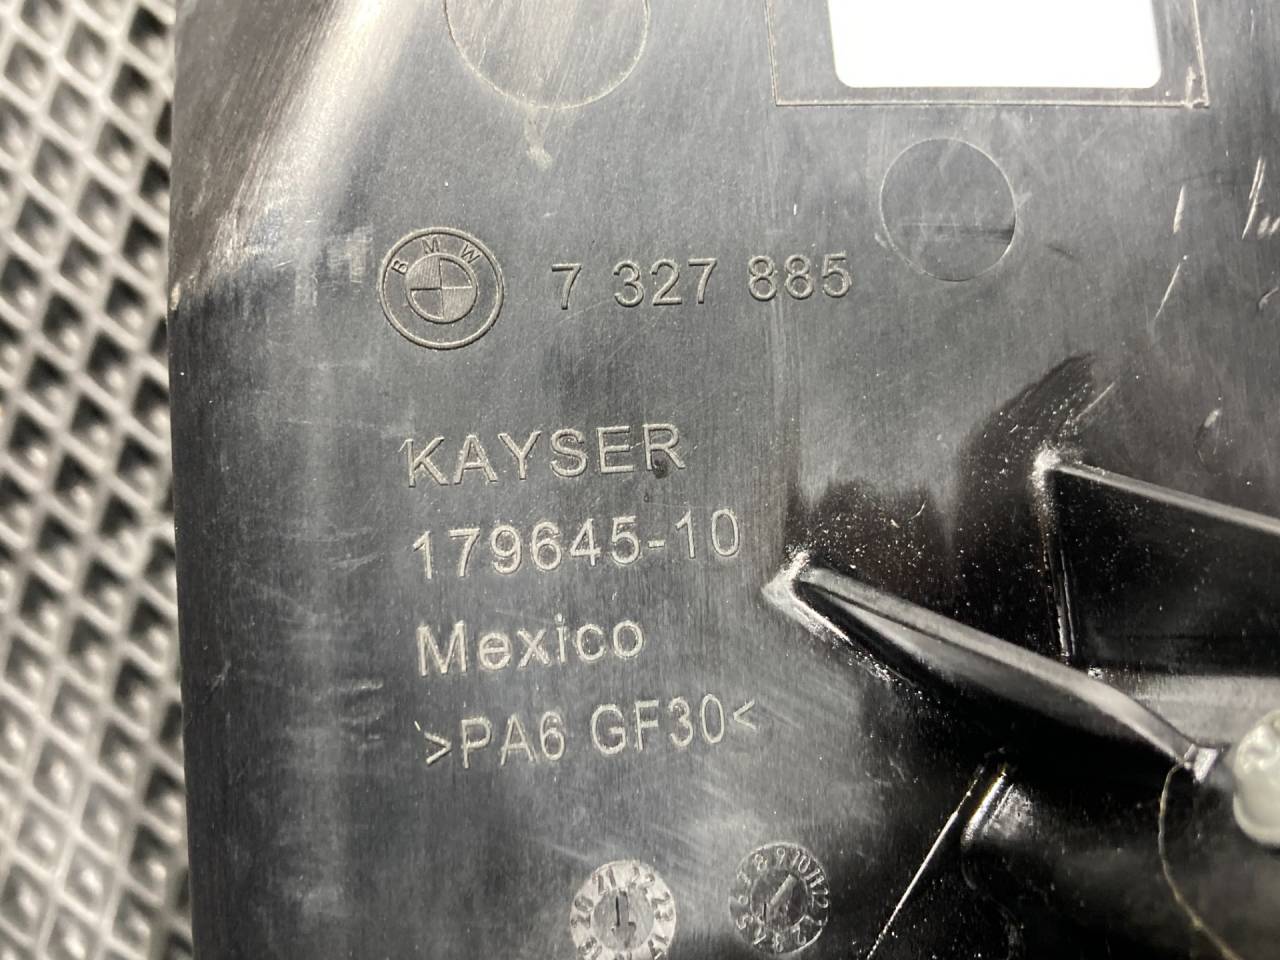 BMW 7 327 885
KAYSER
179645-10
Mexico
>PA6 GF30<